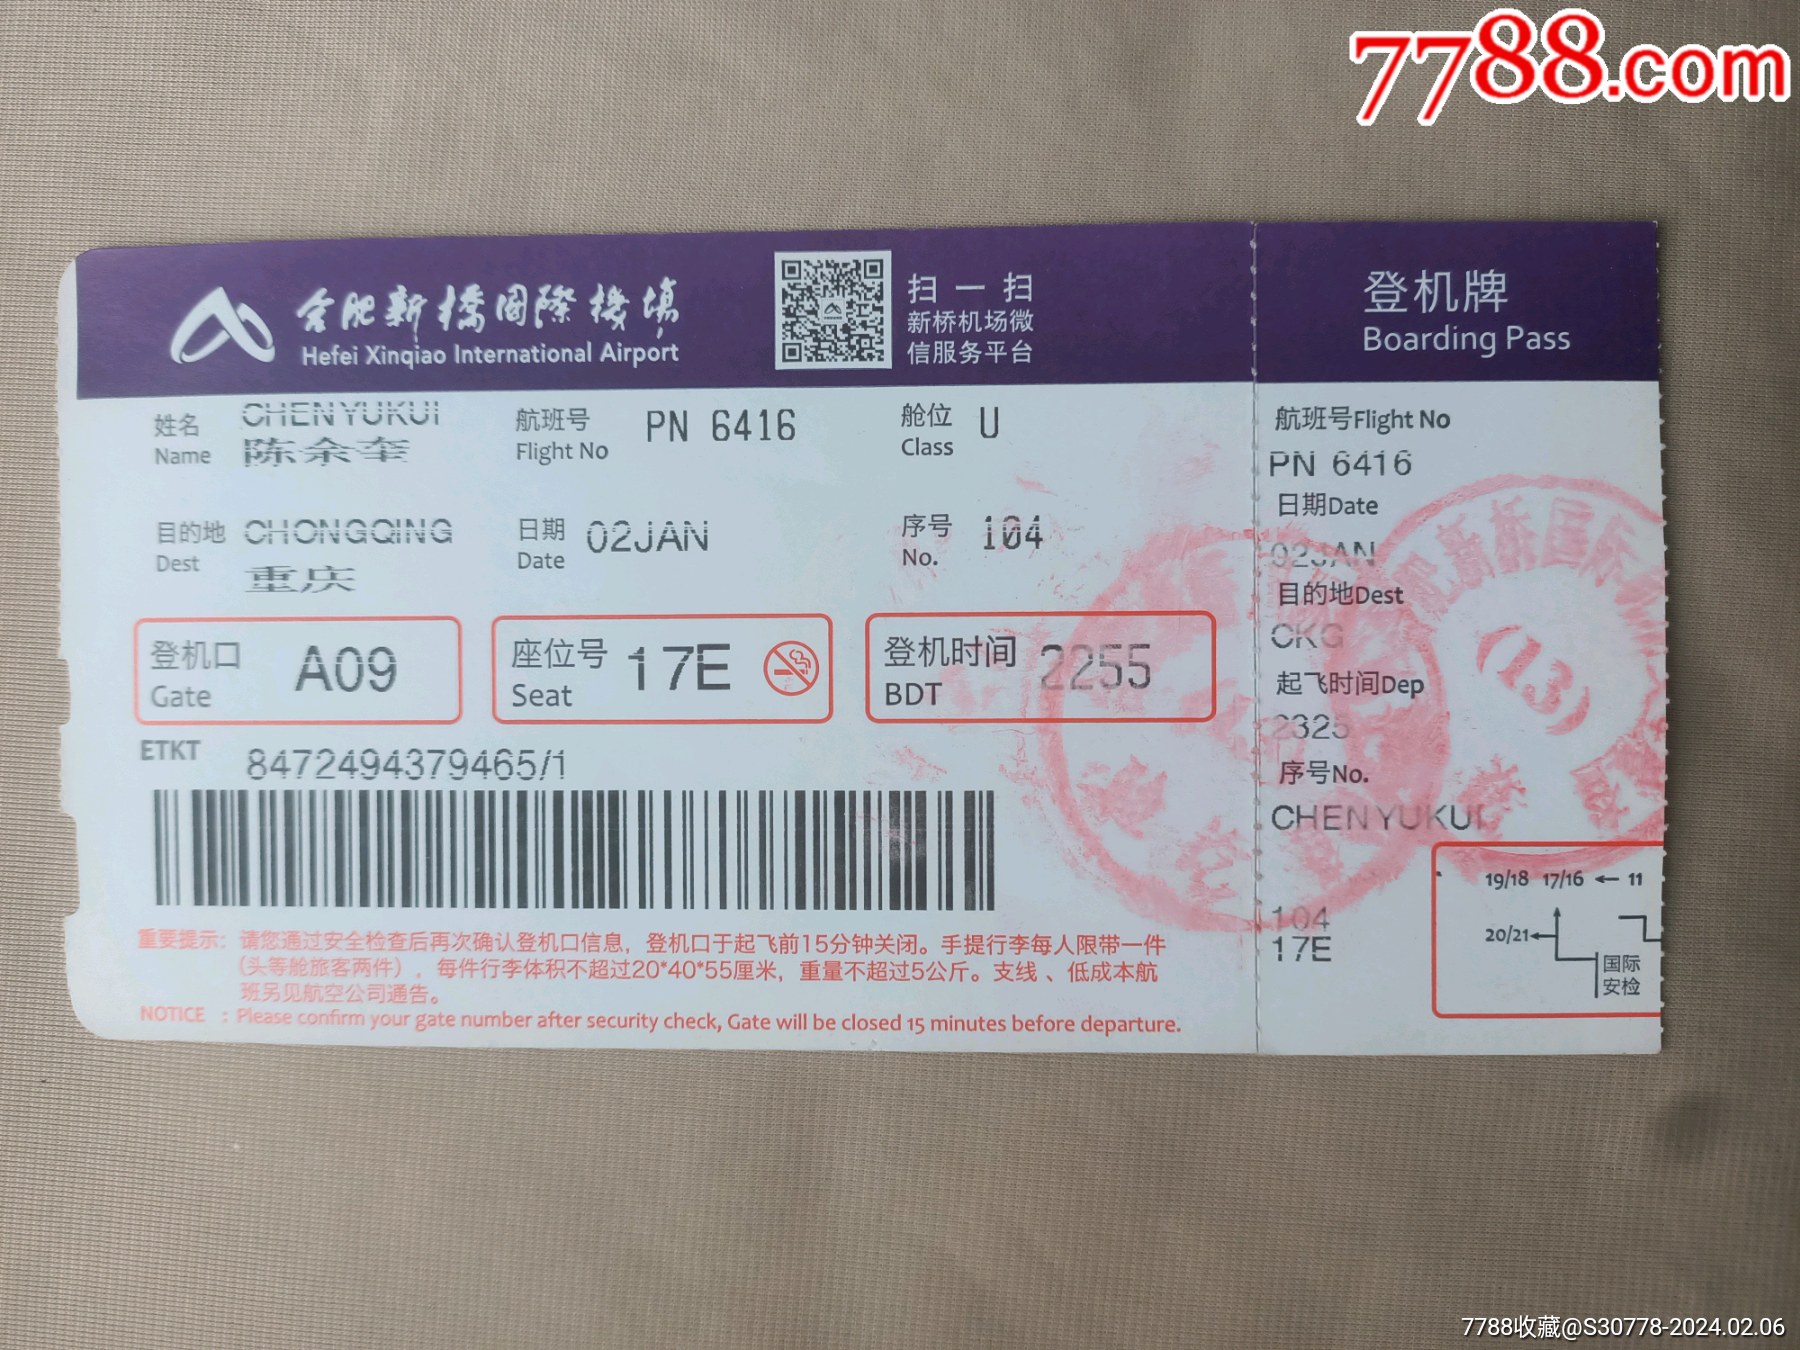 7788.com
合肥新橋國際機場
Hefei Xinqiao International Airport
扫一扫
新桥机场微
信服务平台
登机牌
Boarding Pass
姓名 CHENYUKUI
Name 陈余奎
航班号 PN 6416
Flight No
舱位 U
Class
目的地 CHONGQING
Dest 重庆
日期 02JAN
Date
序号 104
No.
登机口 A09
Gate
座位号 17E
Seat
登机时间 2255
BDT
ETKT 8472494379465/1
重要提示：请您通过安全检查后再次确认登机口信息，登机口于起飞前15分钟关闭。手提行李每人限带一件
（头等舱旅客两件），每件行李体积不超过20*40*55厘米，重量不超过5公斤。支线、低成本航
班另见航空公司通告。
NOTICE : Please confirm your gate number after security check, Gate will be closed 15 minutes before departure.
航班号Flight No
PN 6416
日期Date
02JAN
目的地Dest
CKG
起飞时间Dep
2325
序号No.
CHENYUKUI
104
17E
肥新桥国际
(13)
19/18 17/16 ← 11
20/21←
国际
安检
7788收藏@S30778-2024.02.06